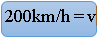 200km/h = v